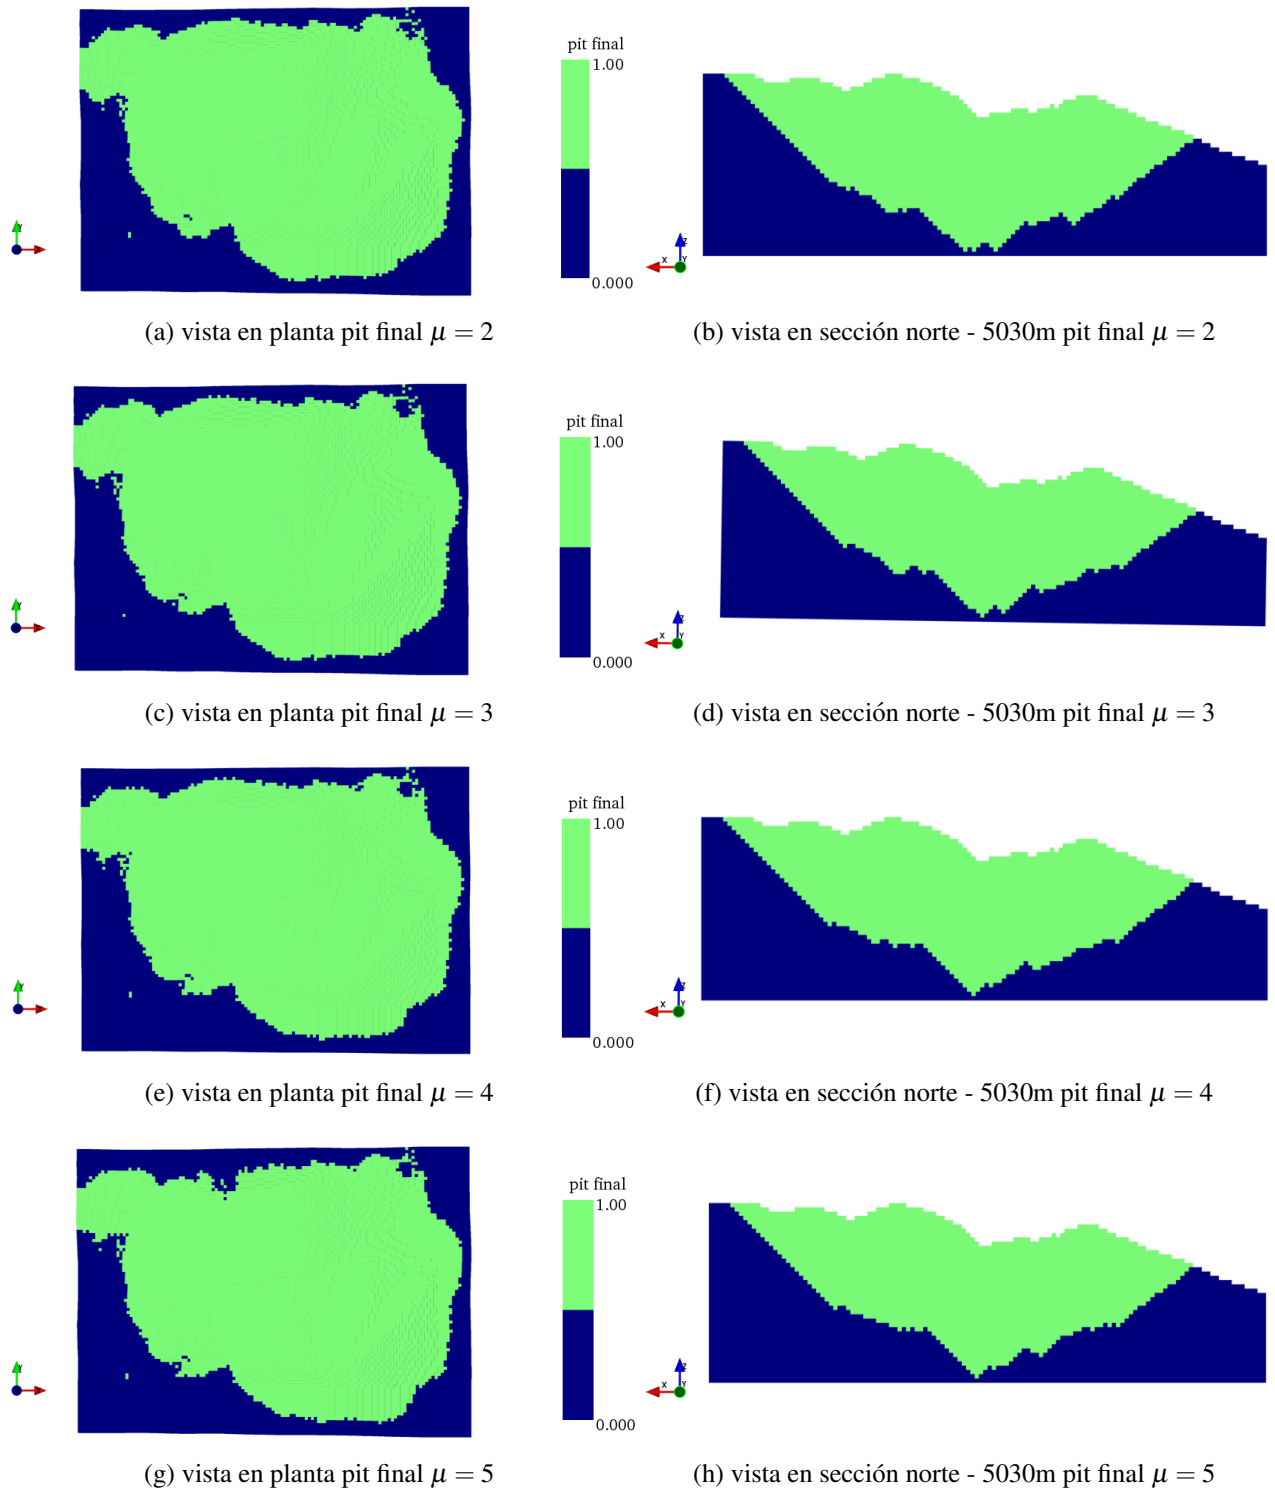 pit final
1.00
0.000
Y
X
Z
Y
(a) vista en planta pit final μ = 2
(b) vista en sección norte - 5030m pit final μ = 2
pit final
1.00
0.000
Y
X
Z
Y
(c) vista en planta pit final μ = 3
(d) vista en sección norte - 5030m pit final μ = 3
pit final
1.00
0.000
Y
X
Z
Y
(e) vista en planta pit final μ = 4
(f) vista en sección norte - 5030m pit final μ = 4
pit final
1.00
0.000
Y
X
Z
Y
(g) vista en planta pit final μ = 5
(h) vista en sección norte - 5030m pit final μ = 5